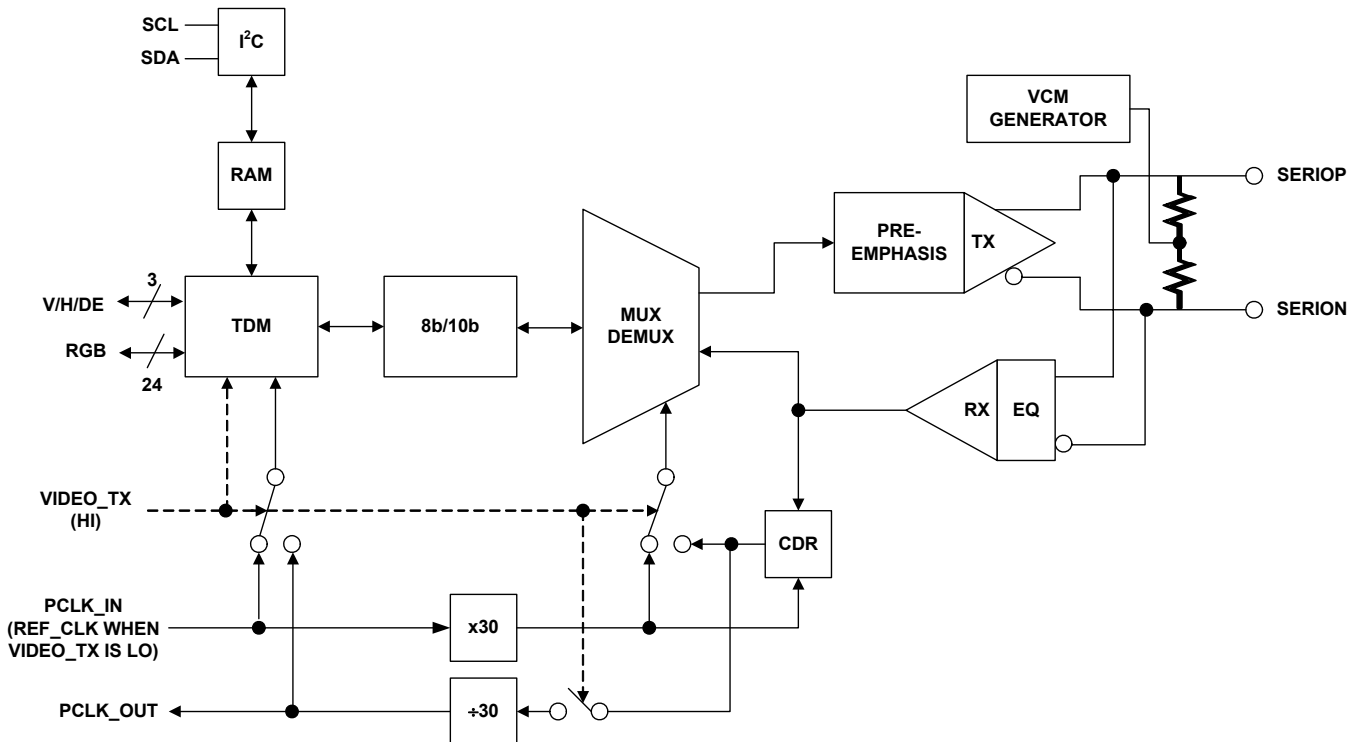 SCL
SDA
I²C
VCM
GENERATOR
RAM
SERIOP
PRE-
EMPHASIS
TX
V/H/DE
3
TDM
8b/10b
MUX
DEMUX
SERION
RGB
24
RX
EQ
VIDEO_TX
(HI)
CDR
PCLK_IN
(REF_CLK WHEN
VIDEO_TX IS LO)
x30
PCLK_OUT
÷30